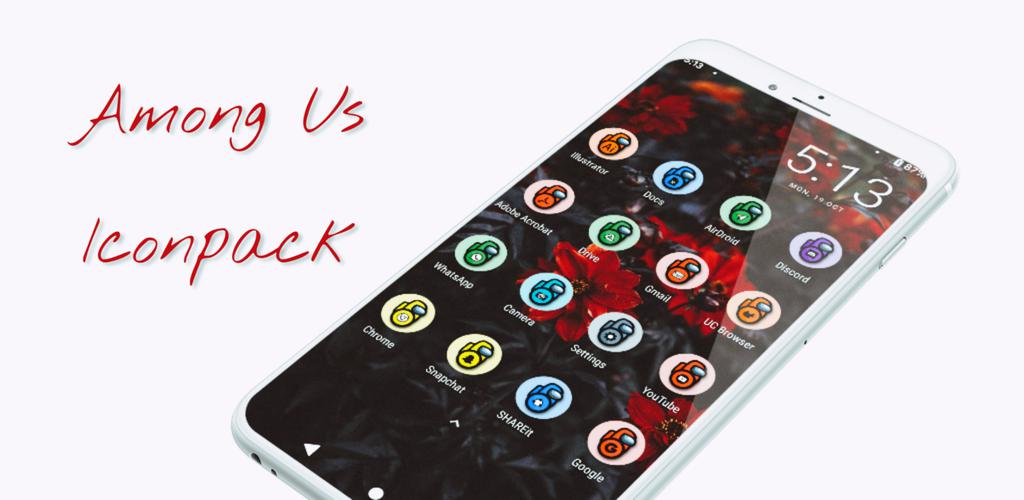 Among Us
Iconpack
5:13
87%
5:13
MON, 19 OCT
Illustrator
Docs
AirDroid
Discord
Adobe Acrobat
Drive
Gmail
UC Browser
WhatsApp
Camera
Settings
YouTube
Chrome
Snapchat
SHAREit
Google